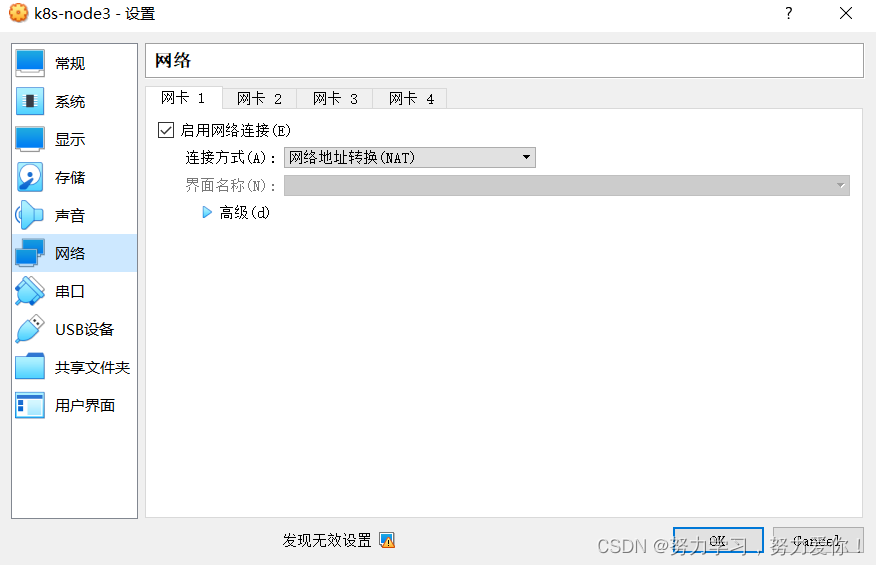 k8s-node3 - 设置
?
常规
系统
显示
存储
声音
网络
串口
USB设备
共享文件夹
用户界面
网络
网卡 1
网卡 2
网卡 3
网卡 4
启用网络连接(E)
连接方式(A)： 网络地址转换(NAT)
界面名称(N)：
高级(d)
发现无效设置
OK
Cancel
CSDN @努力学习，努力爱你！